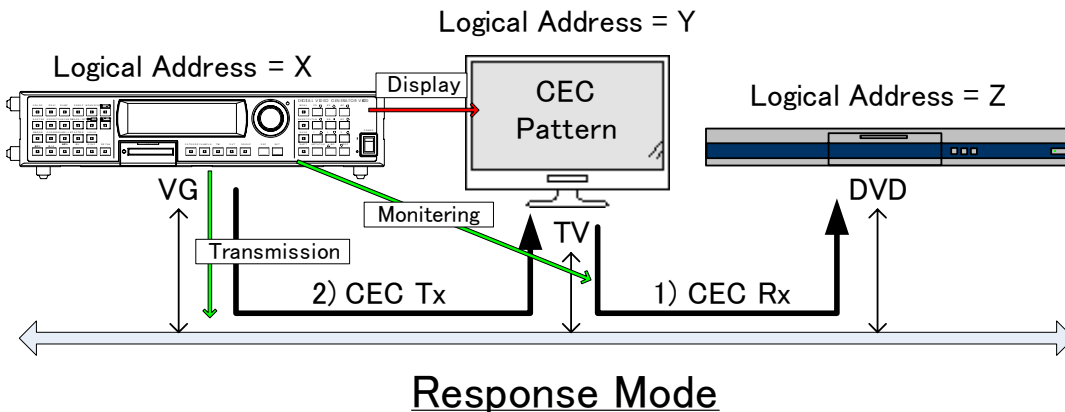 Logical Address = Y
Logical Address = X
Logical Address = Z
Display
CEC
Pattern
VG
TV
DVD
Monitering
Transmission
2) CEC Tx
1) CEC Rx
Response Mode